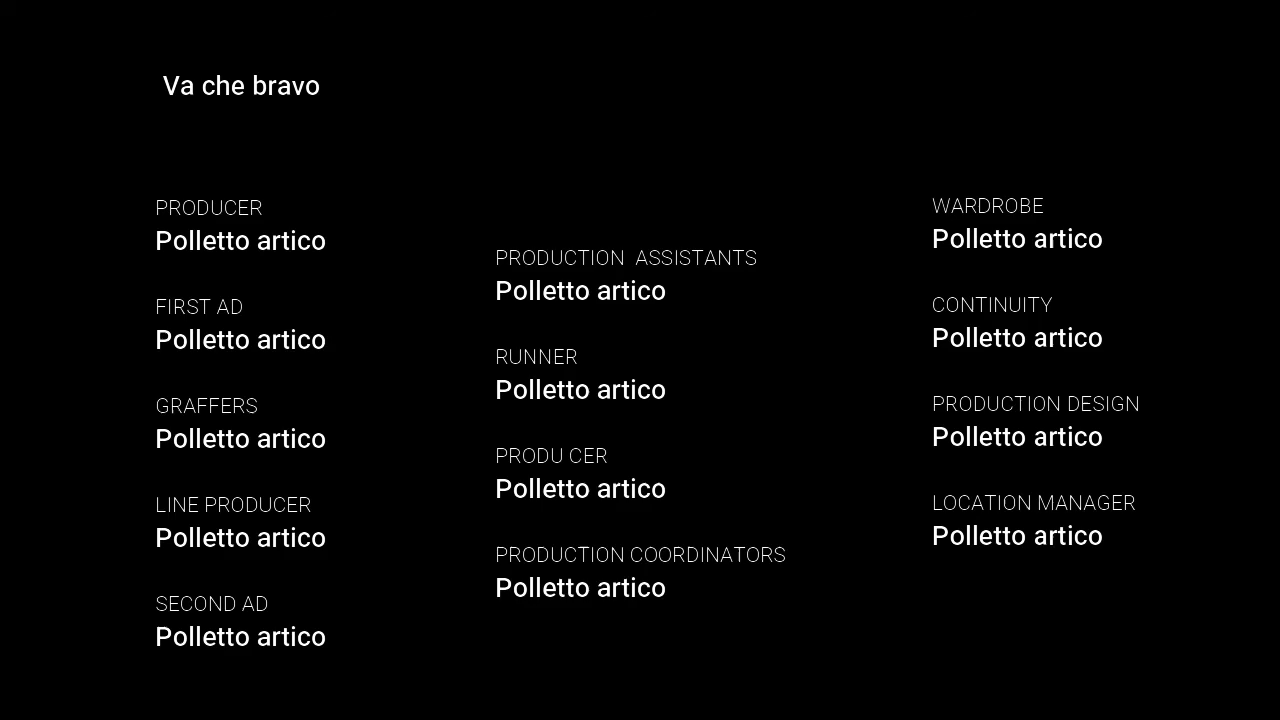 Va che bravo
PRODUCER
Polletto artico
FIRST AD
Polletto artico
GRAFFERS
Polletto artico
LINE PRODUCER
Polletto artico
SECOND AD
Polletto artico
PRODUCTION  ASSISTANTS
Polletto artico
RUNNER
Polletto artico
PRODU CER
Polletto artico
PRODUCTION COORDINATORS
Polletto artico
WARDROBE
Polletto artico
CONTINUITY
Polletto artico
PRODUCTION DESIGN
Polletto artico
LOCATION MANAGER
Polletto artico